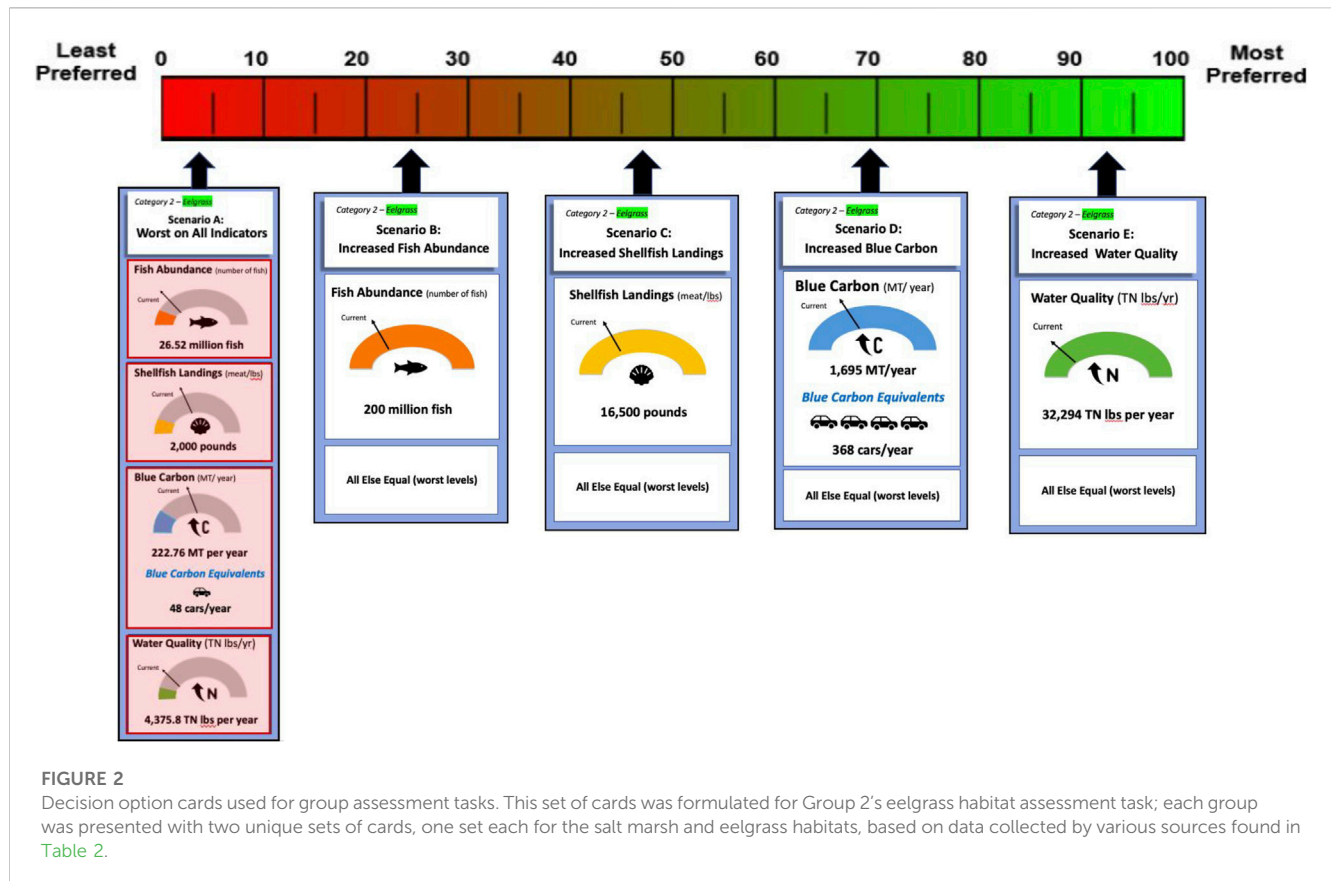 Least
Preferred
0 10 20 30 40 50 60 70 80 90 100
Most
Preferred
Category 2 – Eelgrass
Scenario A:
Worst on All Indicators
Fish Abundance (number of fish)
Current
26.52 million fish
Shellfish Landings (meat/lbs)
Current
2,000 pounds
Blue Carbon (MT/ year)
Current
C
222.76 MT per year
Blue Carbon Equivalents
48 cars/year
Water Quality (TN lbs/yr)
Current
N
4,375.8 TN lbs per year
Category 2 – Eelgrass
Scenario B:
Increased Fish Abundance
Fish Abundance (number of fish)
Current
200 million fish
All Else Equal (worst levels)
Category 2 – Eelgrass
Scenario C:
Increased Shellfish Landings
Shellfish Landings (meat/lbs)
Current
16,500 pounds
All Else Equal (worst levels)
Category 2 – Eelgrass
Scenario D:
Increased Blue Carbon
Blue Carbon (MT/ year)
Current
C
1,695 MT/year
Blue Carbon Equivalents
368 cars/year
All Else Equal (worst levels)
Category 2 – Eelgrass
Scenario E:
Increased Water Quality
Water Quality (TN lbs/yr)
Current
N
32,294 TN lbs per year
All Else Equal (worst levels)
FIGURE 2
Decision option cards used for group assessment tasks. This set of cards was formulated for Group 2's eelgrass habitat assessment task; each group
was presented with two unique sets of cards, one set each for the salt marsh and eelgrass habitats, based on data collected by various sources found in
Table 2.